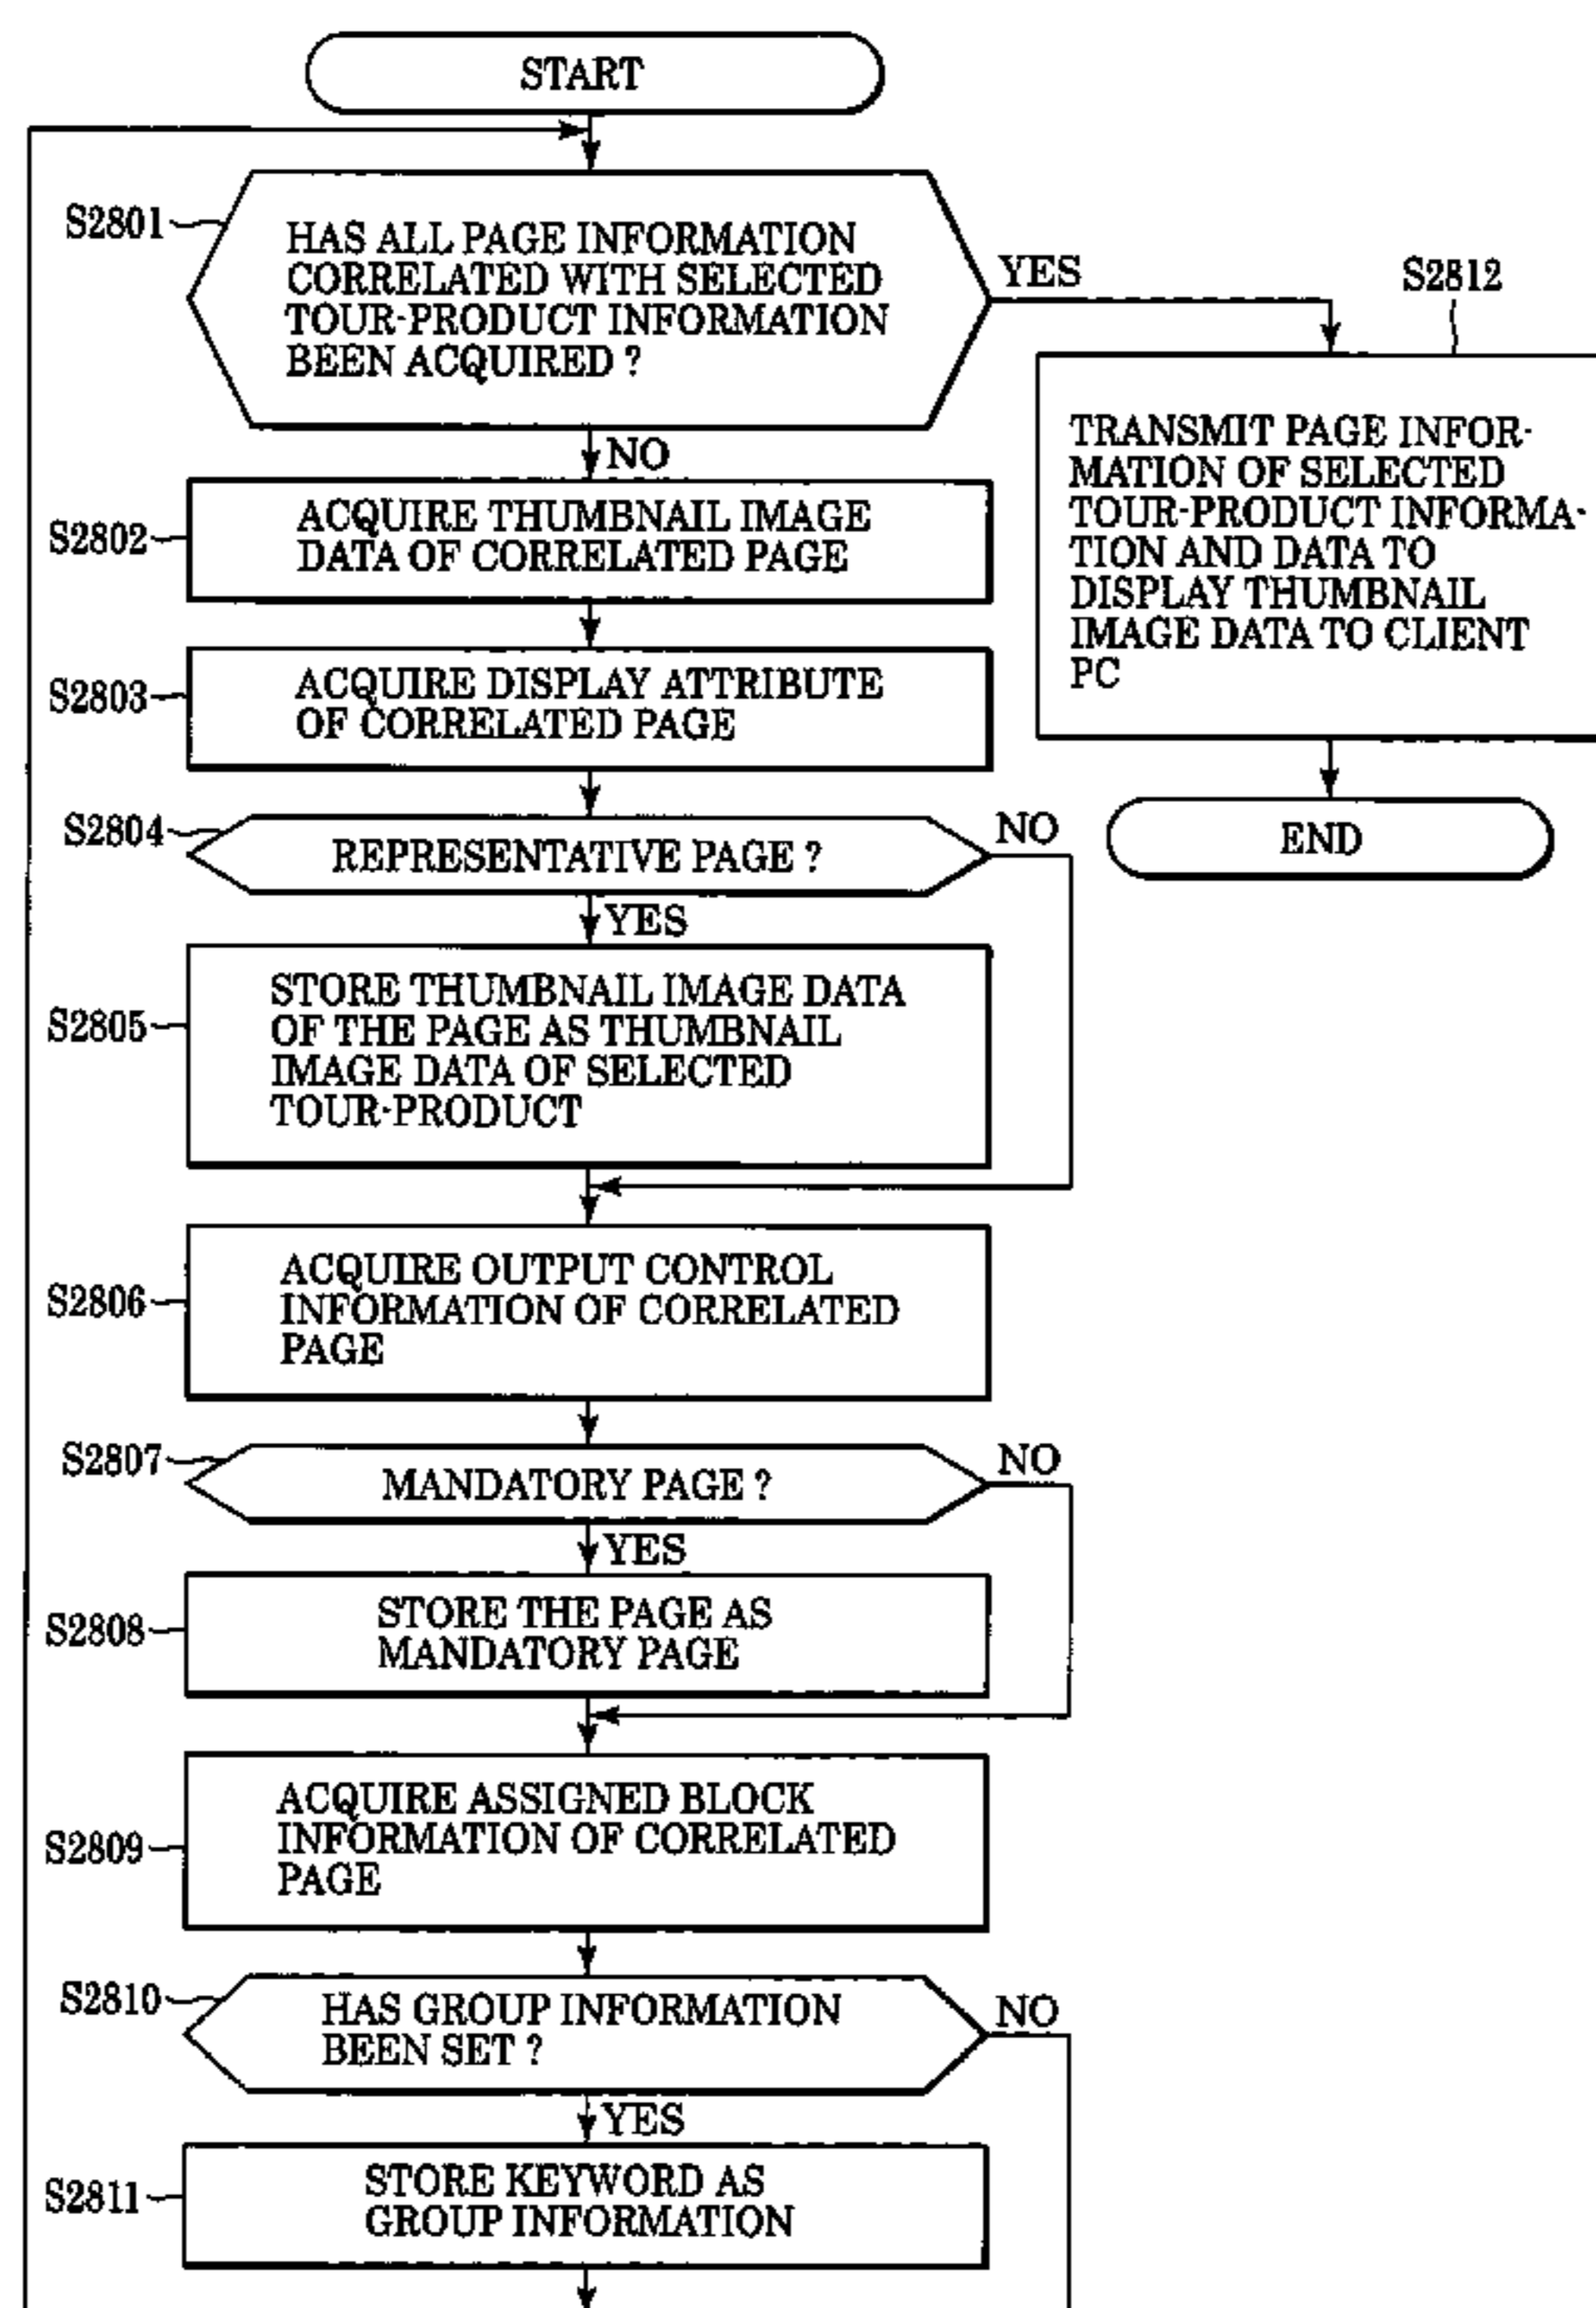 START
S2801
HAS ALL PAGE INFORMATION
CORRELATED WITH SELECTED
TOUR-PRODUCT INFORMATION
BEEN ACQUIRED ?
YES
S2812
TRANSMIT PAGE INFOR-
MATION OF SELECTED
TOUR-PRODUCT INFORMA-
TION AND DATA TO
DISPLAY THUMBNAIL
IMAGE DATA TO CLIENT
PC
END
NO
S2802
ACQUIRE THUMBNAIL IMAGE
DATA OF CORRELATED PAGE
S2803
ACQUIRE DISPLAY ATTRIBUTE
OF CORRELATED PAGE
S2804
REPRESENTATIVE PAGE ?
NO
YES
S2805
STORE THUMBNAIL IMAGE DATA
OF THE PAGE AS THUMBNAIL
IMAGE DATA OF SELECTED
TOUR-PRODUCT
S2806
ACQUIRE OUTPUT CONTROL
INFORMATION OF CORRELATED
PAGE
S2807
MANDATORY PAGE ?
NO
YES
S2808
STORE THE PAGE AS
MANDATORY PAGE
S2809
ACQUIRE ASSIGNED BLOCK
INFORMATION OF CORRELATED
PAGE
S2810
HAS GROUP INFORMATION
BEEN SET ?
NO
YES
S2811
STORE KEYWORD AS
GROUP INFORMATION